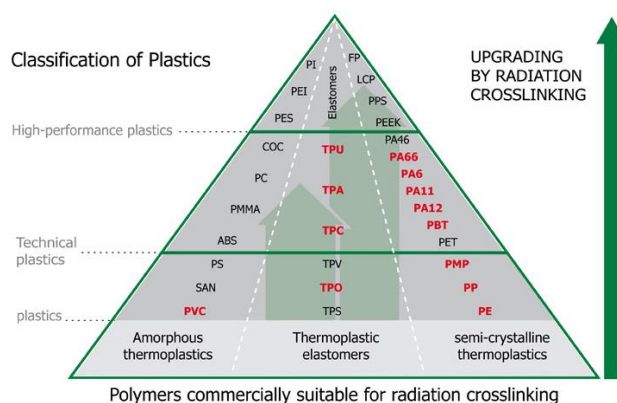 Classification of Plastics
UPGRADING
BY RADIATION
CROSSLINKING
High-performance plastics
Technical
plastics
plastics
PI
PEI
PES
Elastomers
FP
LCP
PPS
PEEK
COC
PC
PMMA
ABS
TPU
TPA
TPC
PA46
PA66
PA6
PA11
PA12
PBT
PET
PS
SAN
PVC
TPV
TPO
TPS
PMP
PP
PE
Amorphous
thermoplastics
Thermoplastic
elastomers
semi-crystalline
thermoplastics
Polymers commercially suitable for radiation crosslinking